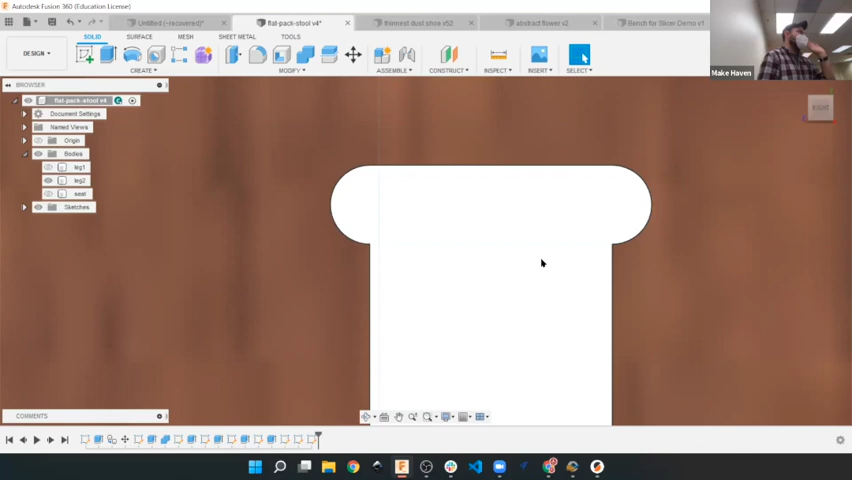 Autodesk Fusion 360 (Education License)
Untitled (~recovered)*
flat-pack-stool v4*
thinnest dust shoe v52
abstract flower v2
Bench for Slicer Demo v1
DESIGN
SOLID
SURFACE
MESH
SHEET METAL
TOOLS
CREATE
MODIFY
ASSEMBLE
CONSTRUCT
INSPECT
INSERT
SELECT
Make Haven
BROWSER
flat-pack-stool v4
Document Settings
Named Views
Origin
Bodies
leg1
leg2
seat
Sketches
RIGHT
COMMENTS